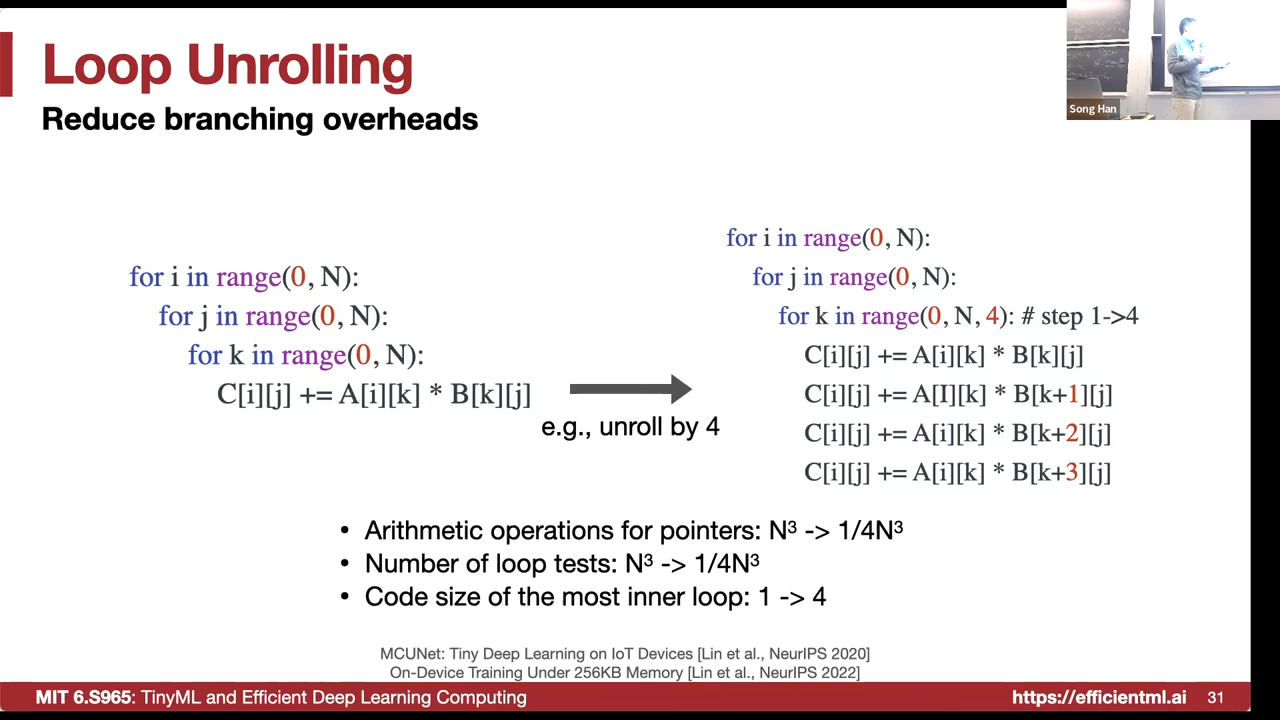 Loop Unrolling
Reduce branching overheads
Song Han
for i in range(0, N):
for j in range(0, N):
for k in range(0, N):
C[i][j] += A[i][k] * B[k][j]
e.g., unroll by 4
for i in range(0, N):
for j in range(0, N):
for k in range(0, N, 4): # step 1->4
C[i][j] += A[i][k] * B[k][j]
C[i][j] += A[I][k] * B[k+1][j]
C[i][j] += A[i][k] * B[k+2][j]
C[i][j] += A[i][k] * B[k+3][j]
• Arithmetic operations for pointers: N³ -> 1/4N³
• Number of loop tests: N³ -> 1/4N³
• Code size of the most inner loop: 1 -> 4
MCUNet: Tiny Deep Learning on IoT Devices [Lin et al., NeurIPS 2020]
On-Device Training Under 256KB Memory [Lin et al., NeurIPS 2022]
MIT 6.S965: TinyML and Efficient Deep Learning Computing
https://efficientml.ai
31